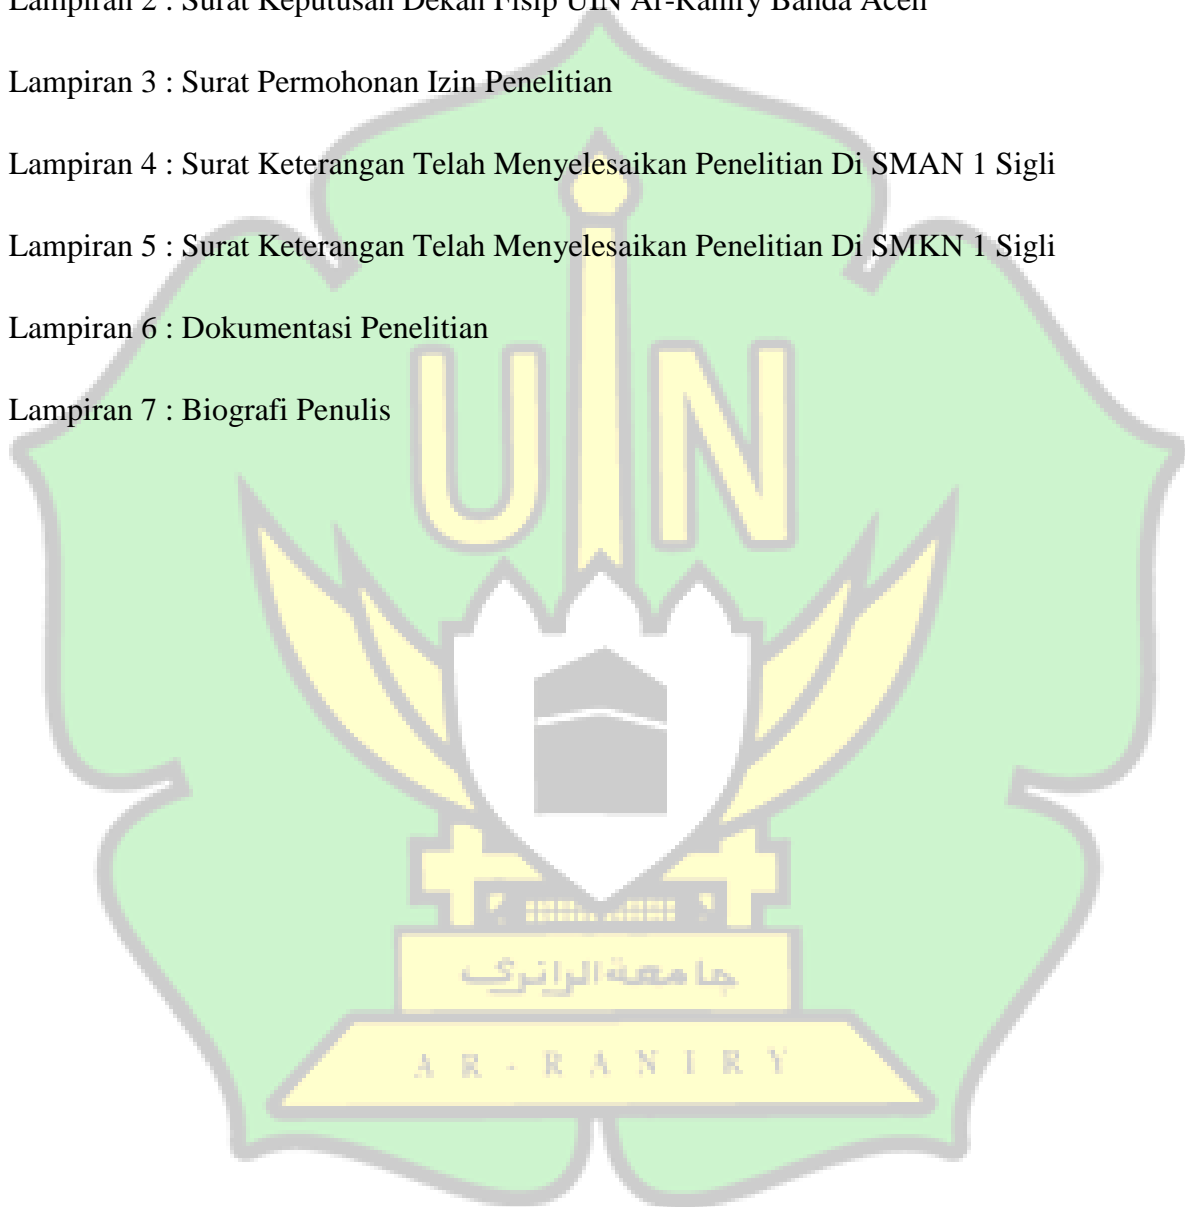 Lampiran 2 : Surat Keputusan Dekan Fisip UIN Ar-Raniry Banda Aceh
Lampiran 3 : Surat Permohonan Izin Penelitian
Lampiran 4 : Surat Keterangan Telah Menyelesaikan Penelitian Di SMAN 1 Sigli
Lampiran 5 : Surat Keterangan Telah Menyelesaikan Penelitian Di SMKN 1 Sigli
Lampiran 6 : Dokumentasi Penelitian
Lampiran 7 : Biografi Penulis
UIN
جامعة الرانري
AR-RANIRY